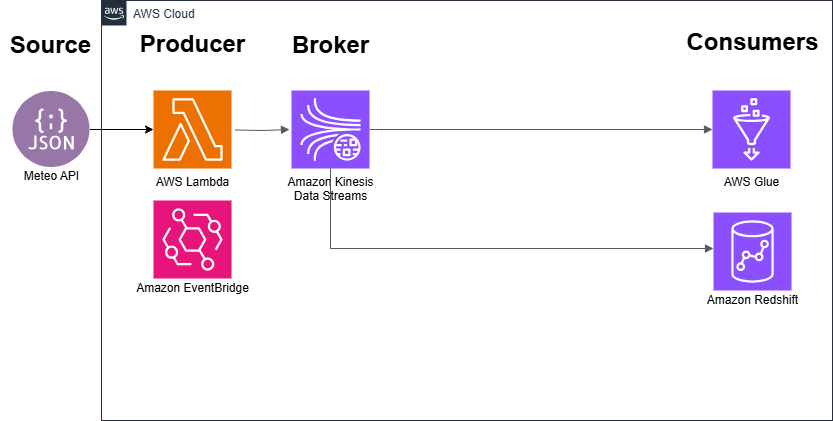 aws
AWS Cloud
Source
Producer
Broker
Consumers
{;}
JSON
Meteo API
AWS Lambda
Amazon Kinesis
Data Streams
AWS Glue
Amazon EventBridge
Amazon Redshift